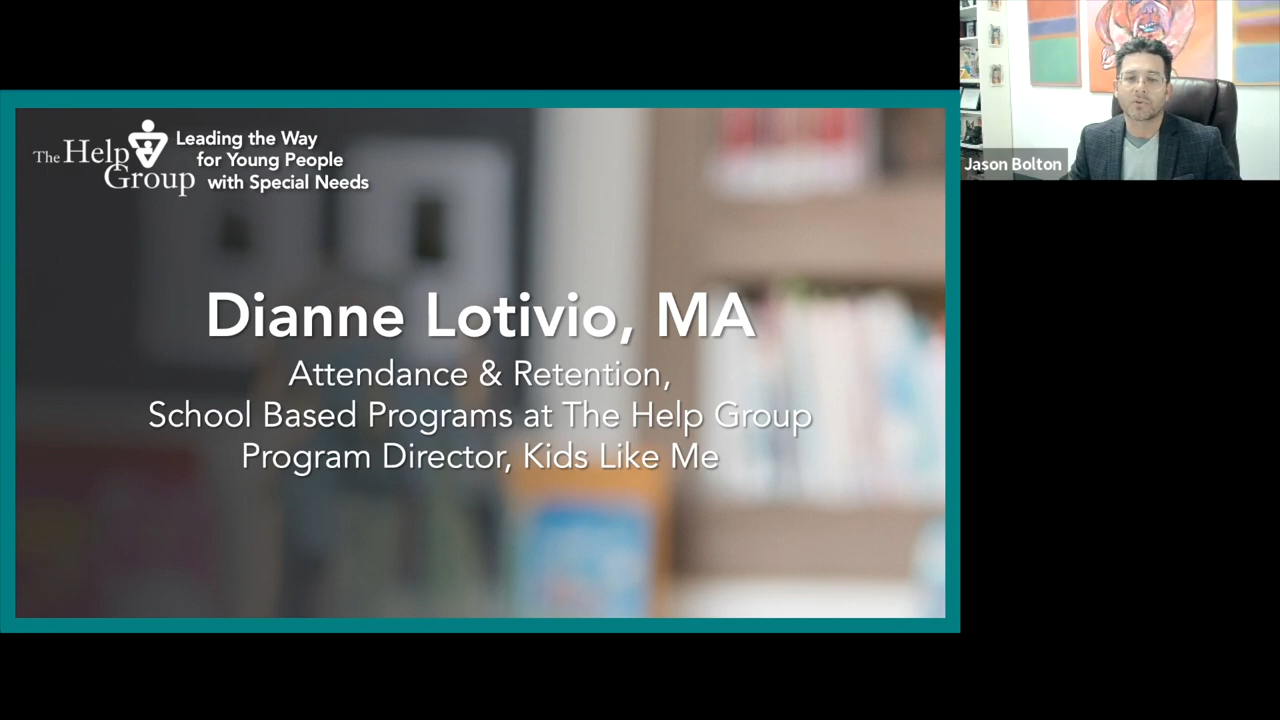 The Help Group
Leading the Way
for Young People
with Special Needs
Dianne Lotivio, MA
Attendance & Retention,
School Based Programs at The Help Group
Program Director, Kids Like Me
Jason Bolton